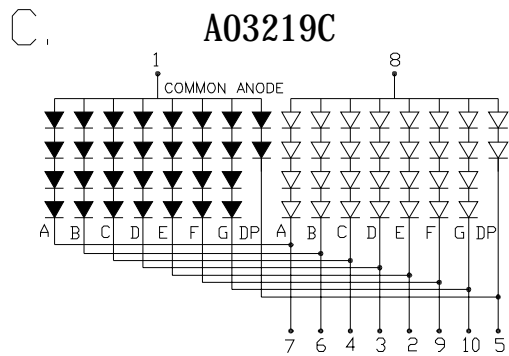 C. A03219C
1 8
COMMON ANODE
A B C D E F G DP A B C D E F G DP
7 6 4 3 2 9 10 5